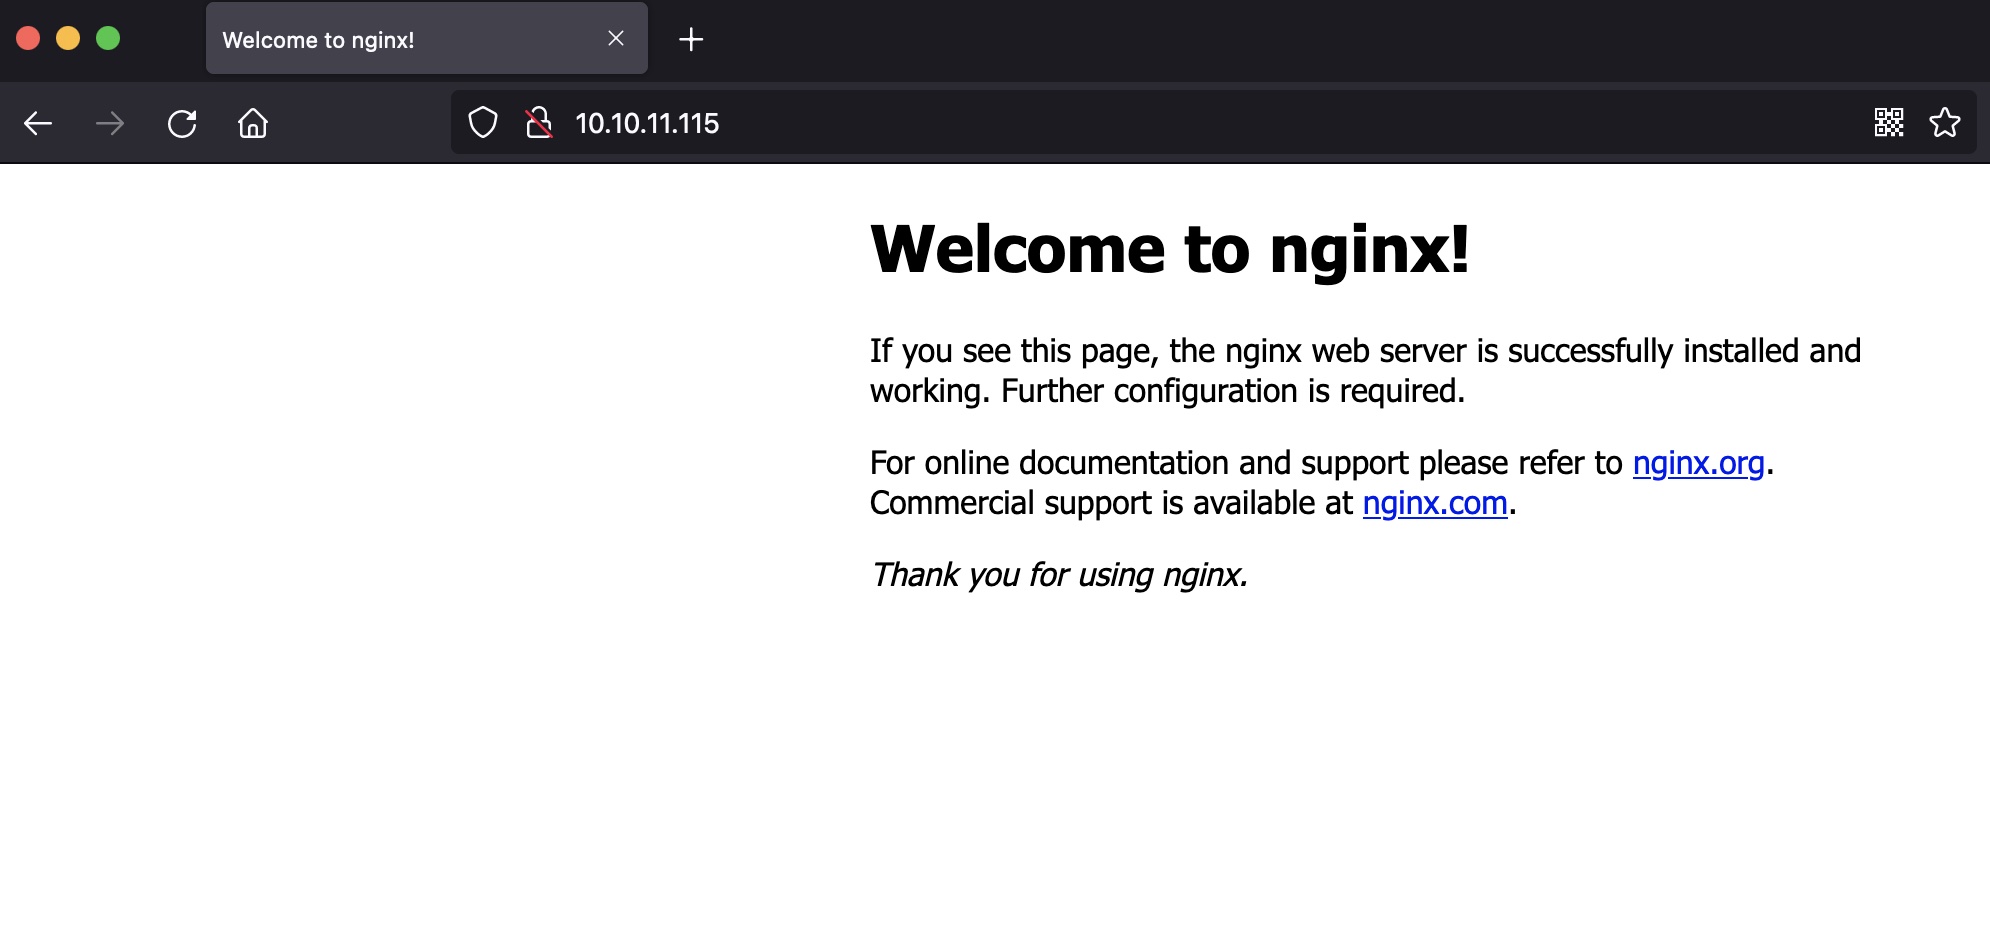 Welcome to nginx!
10.10.11.115
Welcome to nginx!
If you see this page, the nginx web server is successfully installed and
working. Further configuration is required.
For online documentation and support please refer to nginx.org.
Commercial support is available at nginx.com.
Thank you for using nginx.